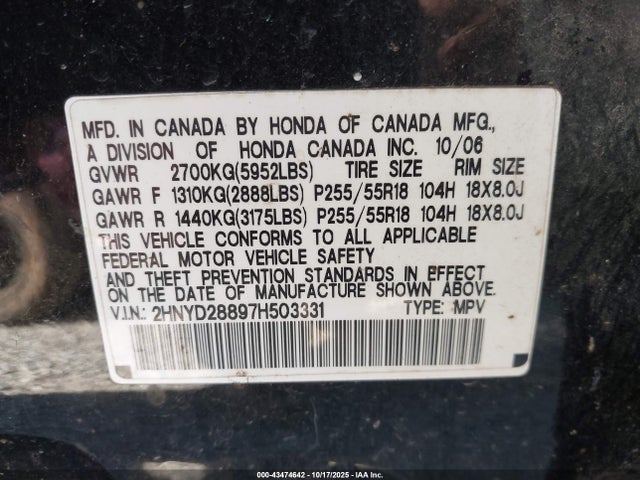 MFD. IN CANADA BY HONDA OF CANADA MFG.,
A DIVISION OF HONDA CANADA INC. 10/06
GVWR 2700KG(5952LBS) TIRE SIZE RIM SIZE
GAWR F 1310KG(2888LBS) P255/55R18 104H 18X8.0J
GAWR R 1440KG(3175LBS) P255/55R18 104H 18X8.0J
THIS VEHICLE CONFORMS TO ALL APPLICABLE
FEDERAL MOTOR VEHICLE SAFETY
AND THEFT PREVENTION STANDARDS IN EFFECT
ON THE DATE OF MANUFACTURE SHOWN ABOVE.
V.I.N.: 2HNYD28897H503331 TYPE: MPV
000-43474642 - 10/17/2025 - IAA Inc.